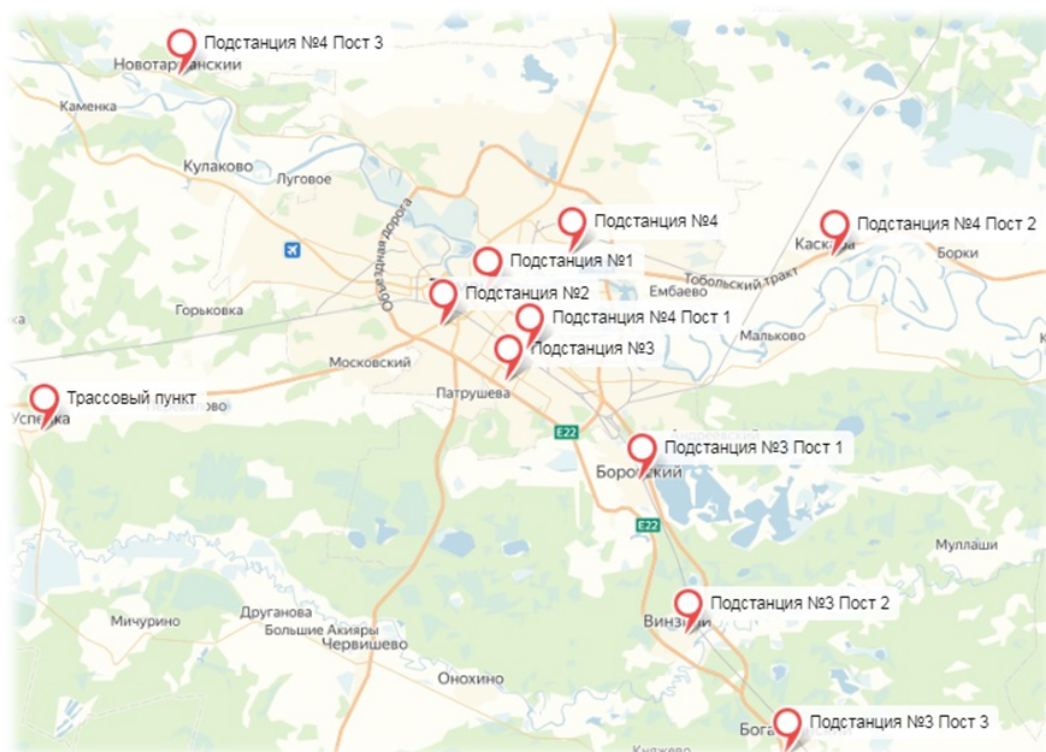 Подстанция №4 Пост 3
Каменка
Кулаково
Луговое
Объездная дорога
Подстанция №4
Подстанция №4 Пост 2
Борки
Подстанция №1
Тобольский тракт
Ембаево
Подстанция №2
Горьковка
Подстанция №4 Пост 1
Мальково
Подстанция №3
Московский
Патрушева
Трассовый пункт
E22
Подстанция №3 Пост 1
E22
Муллаши
Подстанция №3 Пост 2
Друганова
Мичурино
Большие Акияры
Червишево
Онохино
Подстанция №3 Пост 3
Княжево